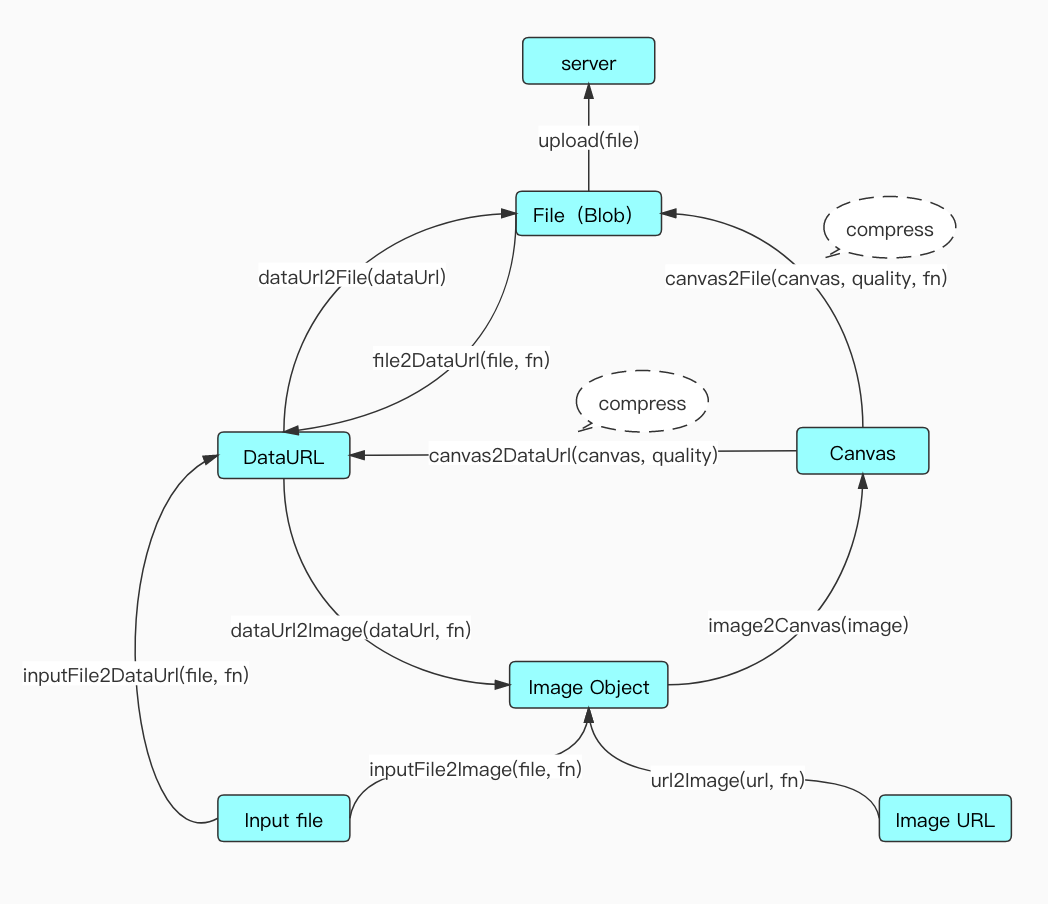 server
upload(file)
File（Blob）
compress
dataUrl2File(dataUrl)
canvas2File(canvas, quality, fn)
file2DataUrl(file, fn)
compress
DataURL
canvas2DataUrl(canvas, quality)
Canvas
dataUrl2Image(dataUrl, fn)
image2Canvas(image)
inputFile2DataUrl(file, fn)
Image Object
inputFile2Image(file, fn)
url2Image(url, fn)
Input file
Image URL